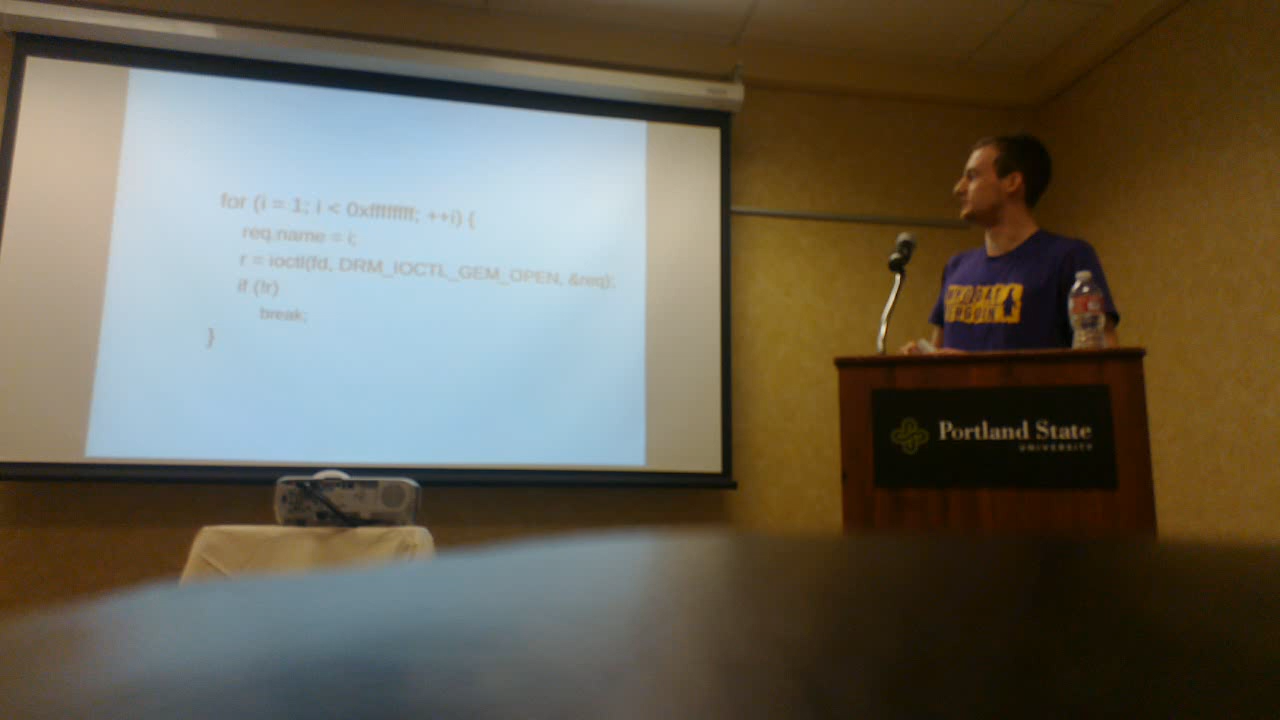 for (i = 1; i < 0xffffffff; ++i) {
req.name = i;
r = ioctl(fd, DRM_IOCTL_GEM_OPEN, &req);
if (!r)
break;
}
Portland State
UNIVERSITY